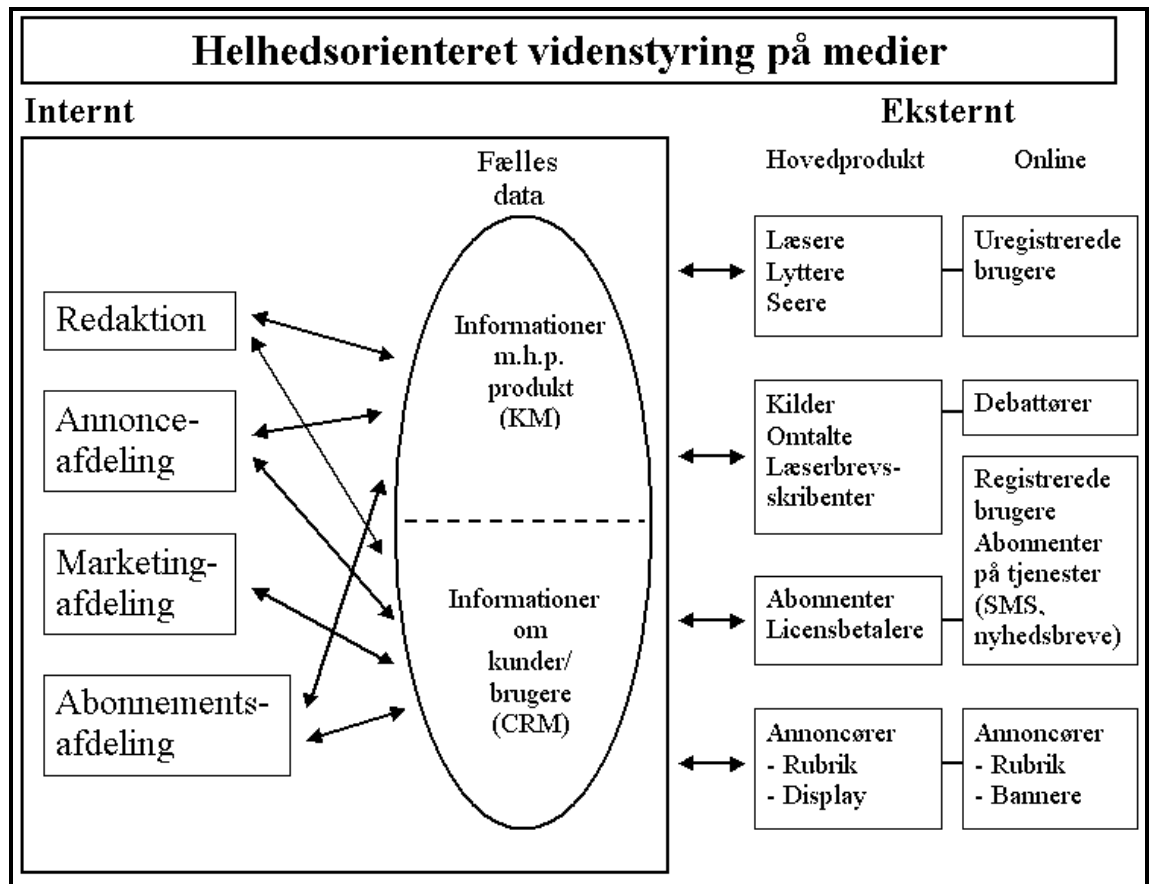 Helhedsorienteret videnstyring på medier
Internt
Eksternt
Fælles
data
Redaktion
Annonce-
afdeling
Marketing-
afdeling
Abonnements-
afdeling
Informationer
m.h.p.
produkt
(KM)
Informationer
om
kunder/
brugere
(CRM)
Hovedprodukt
Online
Læsere
Lyttere
Seere
Uregistrerede
brugere
Kilder
Omtalte
Læserbrevs-
skribenter
Debattører
Registrerede
brugere
Abonnenter
på tjenester
(SMS,
nyhedsbreve)
Abonnenter
Licensbetalere
Annoncører
- Rubrik
- Display
Annoncører
- Rubrik
- Bannere